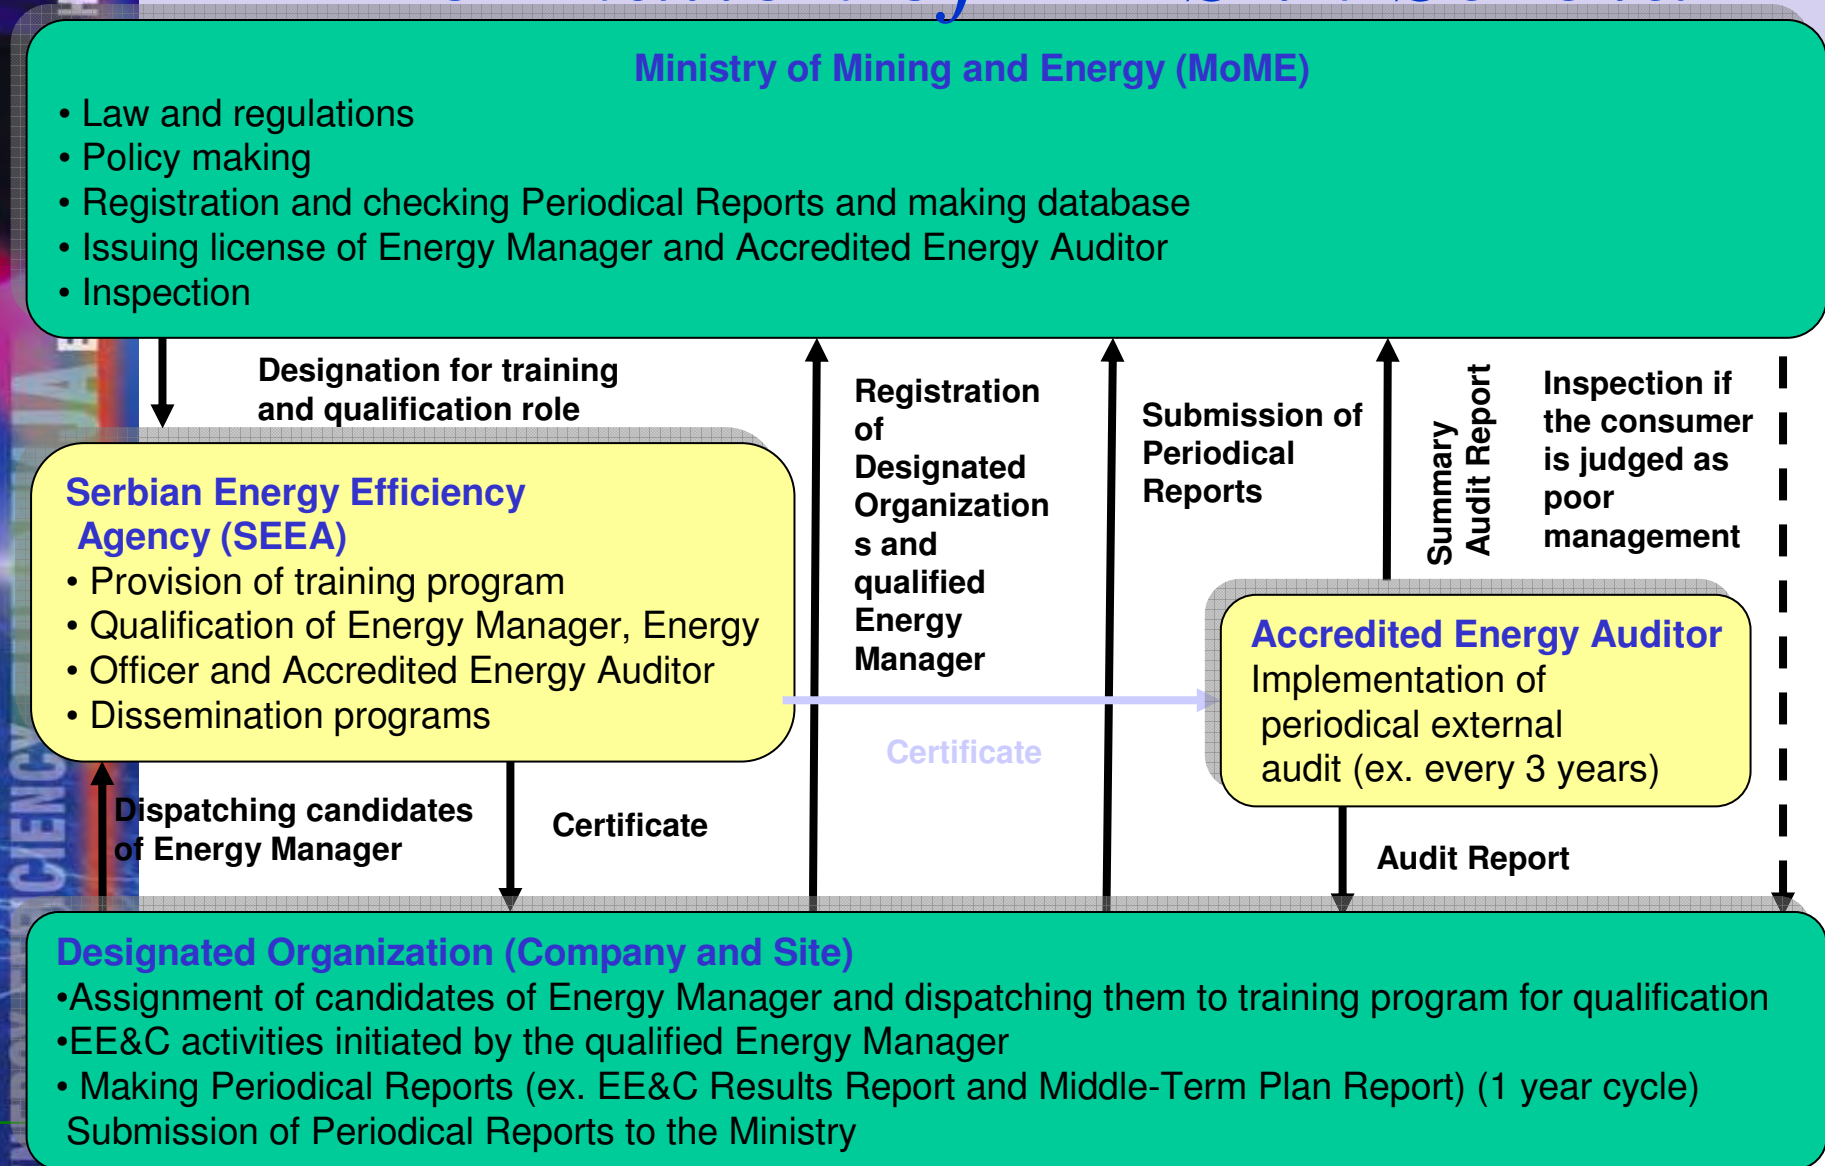 Ministry of Mining and Energy (MoME)
• Law and regulations
• Policy making
• Registration and checking Periodical Reports and making database
• Issuing license of Energy Manager and Accredited Energy Auditor
• Inspection
Designation for training
and qualification role
Registration
of
Designated
Organization
s and
qualified
Energy
Manager
Submission of
Periodical
Reports
Summary
Audit Report
Inspection if
the consumer
is judged as
poor
management
Serbian Energy Efficiency
Agency (SEEA)
• Provision of training program
• Qualification of Energy Manager, Energy
• Officer and Accredited Energy Auditor
• Dissemination programs
Accredited Energy Auditor
Implementation of
periodical external
audit (ex. every 3 years)
Certificate
Dispatching candidates
of Energy Manager
Certificate
Audit Report
Designated Organization (Company and Site)
•Assignment of candidates of Energy Manager and dispatching them to training program for qualification
•EE&C activities initiated by the qualified Energy Manager
• Making Periodical Reports (ex. EE&C Results Report and Middle-Term Plan Report) (1 year cycle)
Submission of Periodical Reports to the Ministry